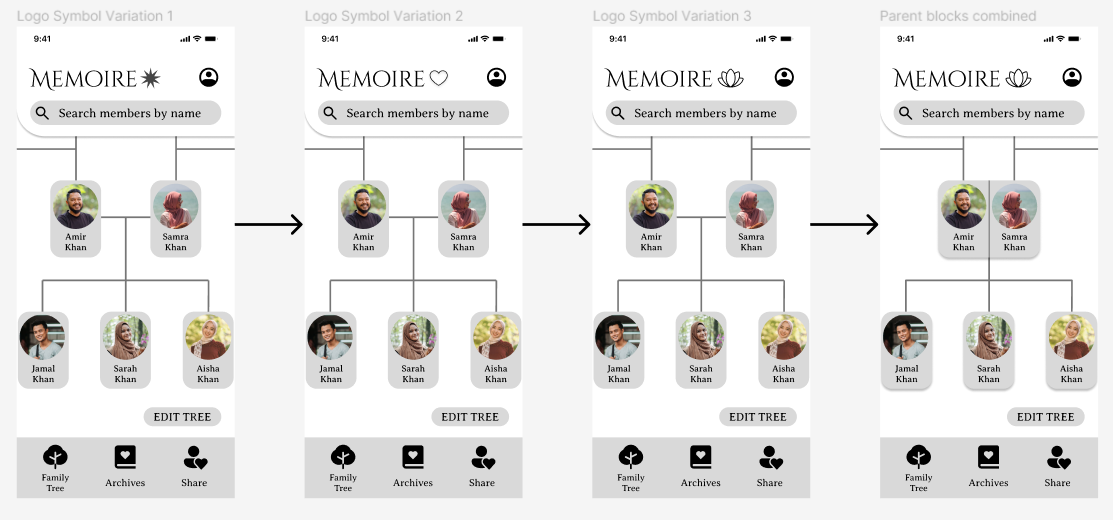 Logo Symbol Variation 1
9:41
MEMOIRE
Search members by name
Amir
Khan
Samra
Khan
Jamal
Khan
Sarah
Khan
Aisha
Khan
EDIT TREE
Family
Tree
Archives
Share
Logo Symbol Variation 2
9:41
MEMOIRE
Search members by name
Amir
Khan
Samra
Khan
Jamal
Khan
Sarah
Khan
Aisha
Khan
EDIT TREE
Family
Tree
Archives
Share
Logo Symbol Variation 3
9:41
MEMOIRE
Search members by name
Amir
Khan
Samra
Khan
Jamal
Khan
Sarah
Khan
Aisha
Khan
EDIT TREE
Family
Tree
Archives
Share
Parent blocks combined
9:41
MEMOIRE
Search members by name
Amir
Khan
Samra
Khan
Jamal
Khan
Sarah
Khan
Aisha
Khan
EDIT TREE
Family
Tree
Archives
Share